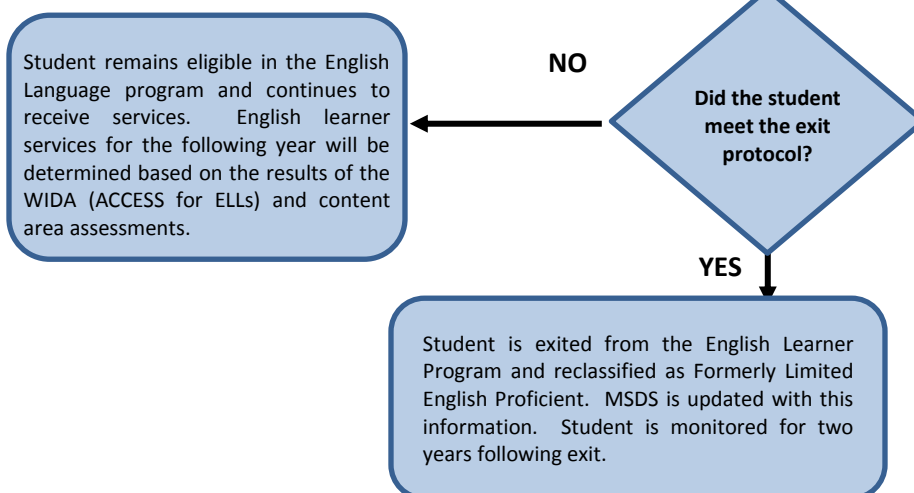 Student remains eligible in the English
Language program and continues to
receive services. English learner
services for the following year will be
determined based on the results of the
WIDA (ACCESS for ELLs) and content
area assessments.
NO
Did the student
meet the exit
protocol?
YES
Student is exited from the English Learner
Program and reclassified as Formerly Limited
English Proficient. MSDS is updated with this
information. Student is monitored for two
years following exit.